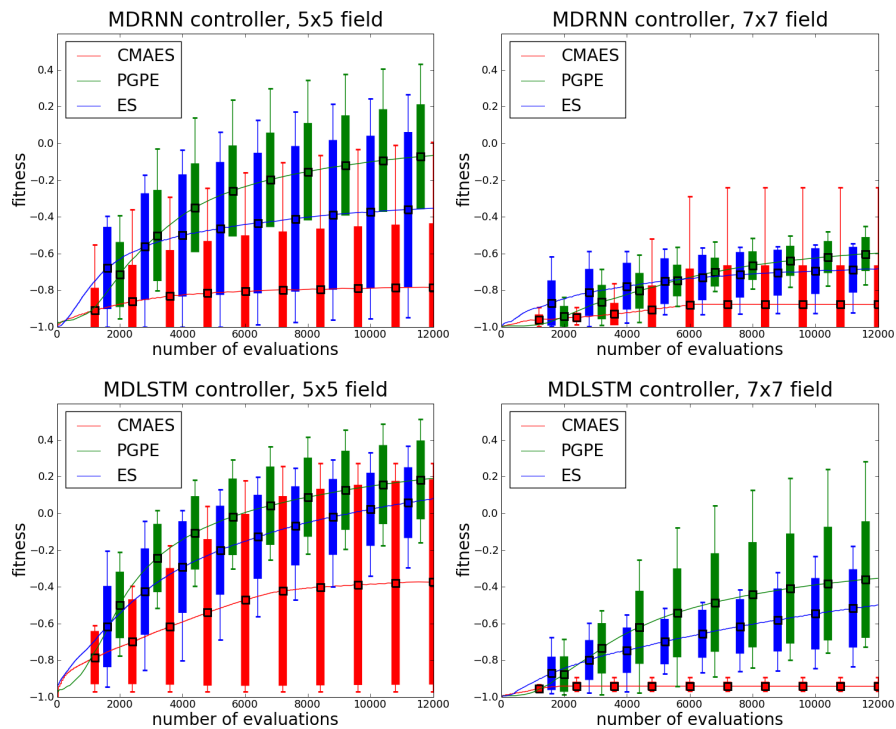 MDRNN controller, 5x5 field
CMAES
PGPE
ES
fitness
0.4
0.2
0.0
−0.2
−0.4
−0.6
−0.8
−1.0
0 2000 4000 6000 8000 10000 12000
number of evaluations
MDRNN controller, 7x7 field
CMAES
PGPE
ES
fitness
0.4
0.2
0.0
−0.2
−0.4
−0.6
−0.8
−1.0
0 2000 4000 6000 8000 10000 12000
number of evaluations
MDLSTM controller, 5x5 field
CMAES
PGPE
ES
fitness
0.4
0.2
0.0
−0.2
−0.4
−0.6
−0.8
−1.0
0 2000 4000 6000 8000 10000 12000
number of evaluations
MDLSTM controller, 7x7 field
CMAES
PGPE
ES
fitness
0.4
0.2
0.0
−0.2
−0.4
−0.6
−0.8
−1.0
0 2000 4000 6000 8000 10000 12000
number of evaluations